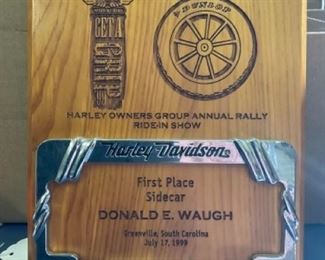 GET A
GRIP
DUNLOP
HARLEY OWNERS GROUP ANNUAL RALLY
RIDE-IN SHOW
Harley-Davidson
First Place
Sidecar
DONALD E. WAUGH
Greenville, South Carolina
July 17, 1999